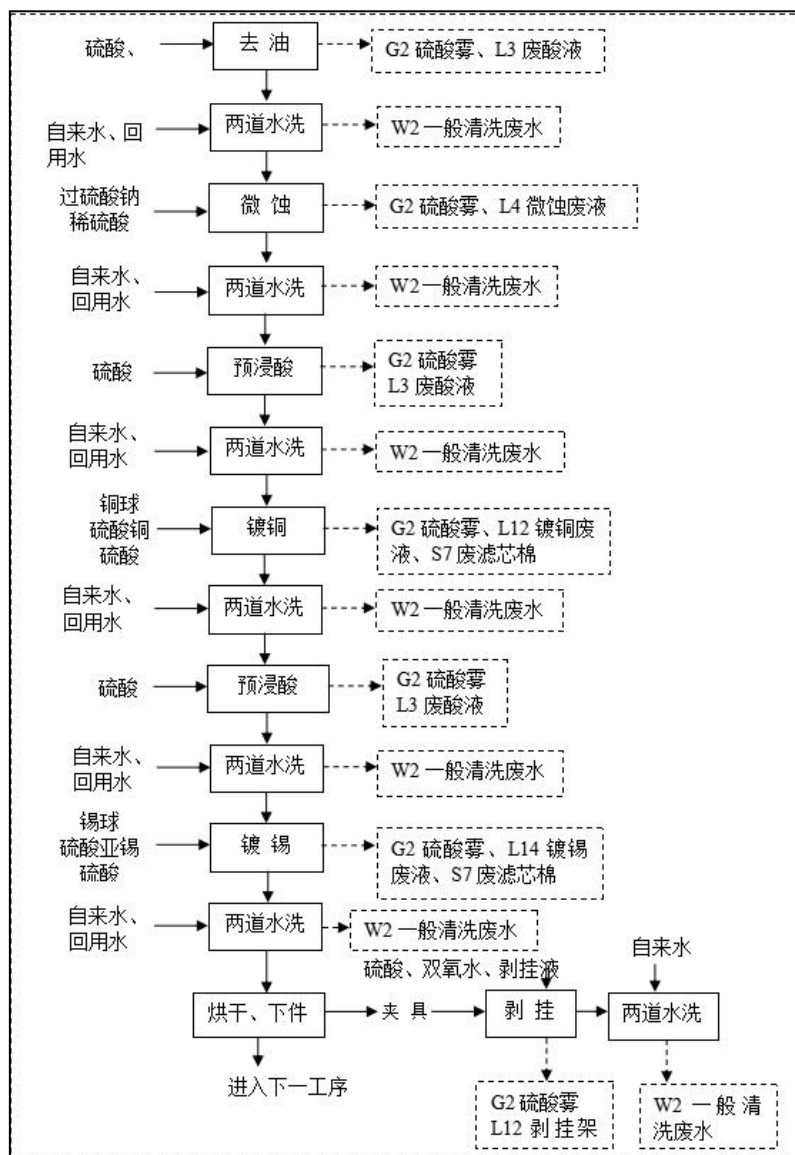 硫酸、
去 油
G2 硫酸雾、L3 废酸液
自来水、回
用水
两道水洗
W2 一般清洗废水
过硫酸钠
稀硫酸
微 蚀
G2 硫酸雾、L4 微蚀废液
自来水、
回用水
两道水洗
W2 一般清洗废水
硫酸
预浸酸
G2 硫酸雾
L3 废酸液
自来水、
回用水
两道水洗
W2 一般清洗废水
铜球
硫酸铜
硫酸
镀铜
G2 硫酸雾、L12 镀铜废
液、S7 废滤芯棉
自来水、
回用水
两道水洗
W2 一般清洗废水
硫酸
预浸酸
G2 硫酸雾
L3 废酸液
自来水、
回用水
两道水洗
W2 一般清洗废水
锡球
硫酸亚锡
硫酸
镀 锡
G2 硫酸雾、L14 镀锡
废液、S7 废滤芯棉
自来水、
回用水
两道水洗
W2 一般清洗废水
硫酸、双氧水、剥挂液
自来水
烘干、下件
夹 具
剥 挂
两道水洗
进入下一工序
G2 硫酸雾
L12 剥挂架
W2 一般清
洗废水